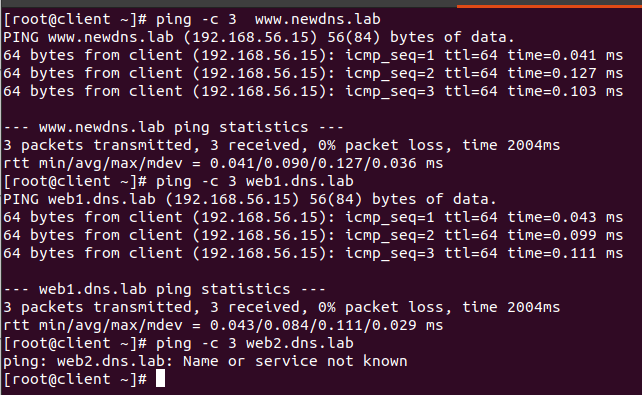 [root@client ~]# ping -c 3  www.newdns.lab
PING www.newdns.lab (192.168.56.15) 56(84) bytes of data.
64 bytes from client (192.168.56.15): icmp_seq=1 ttl=64 time=0.041 ms
64 bytes from client (192.168.56.15): icmp_seq=2 ttl=64 time=0.127 ms
64 bytes from client (192.168.56.15): icmp_seq=3 ttl=64 time=0.103 ms

--- www.newdns.lab ping statistics ---
3 packets transmitted, 3 received, 0% packet loss, time 2004ms
rtt min/avg/max/mdev = 0.041/0.090/0.127/0.036 ms
[root@client ~]# ping -c 3 web1.dns.lab
PING web1.dns.lab (192.168.56.15) 56(84) bytes of data.
64 bytes from client (192.168.56.15): icmp_seq=1 ttl=64 time=0.043 ms
64 bytes from client (192.168.56.15): icmp_seq=2 ttl=64 time=0.099 ms
64 bytes from client (192.168.56.15): icmp_seq=3 ttl=64 time=0.111 ms

--- web1.dns.lab ping statistics ---
3 packets transmitted, 3 received, 0% packet loss, time 2004ms
rtt min/avg/max/mdev = 0.043/0.084/0.111/0.029 ms
[root@client ~]# ping -c 3 web2.dns.lab
ping: web2.dns.lab: Name or service not known
[root@client ~]#